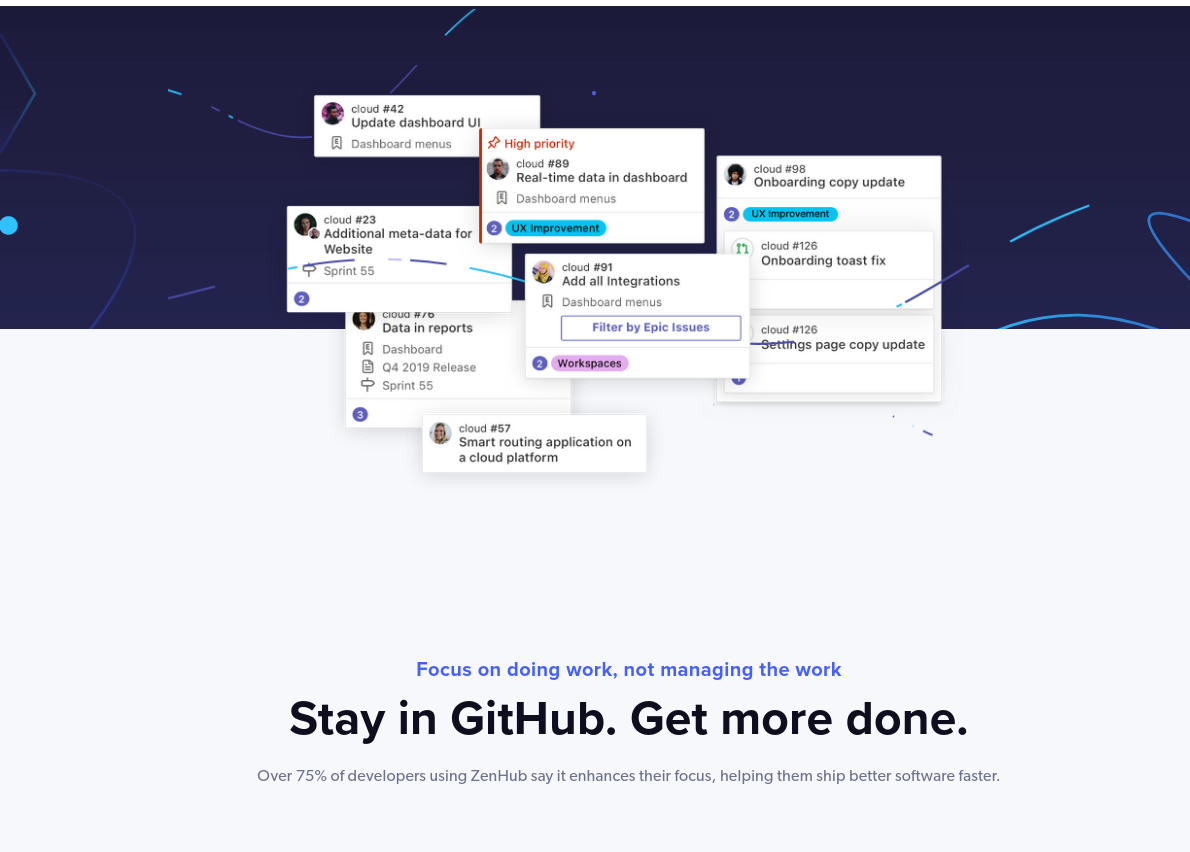 cloud #42
Update dashboard UI
Dashboard menus
High priority
cloud #89
Real-time data in dashboard
Dashboard menus
2 UX Improvement
cloud #98
Onboarding copy update
2 UX Improvement
cloud #126
Onboarding toast fix
cloud #126
Settings page copy update
1
cloud #23
Additional meta-data for
Website
Sprint 55
2
cloud #91
Add all Integrations
Dashboard menus
Filter by Epic Issues
2 Workspaces
cloud #76
Data in reports
Dashboard
Q4 2019 Release
Sprint 55
3
cloud #57
Smart routing application on
a cloud platform
Focus on doing work, not managing the work
Stay in GitHub. Get more done.
Over 75% of developers using ZenHub say it enhances their focus, helping them ship better software faster.